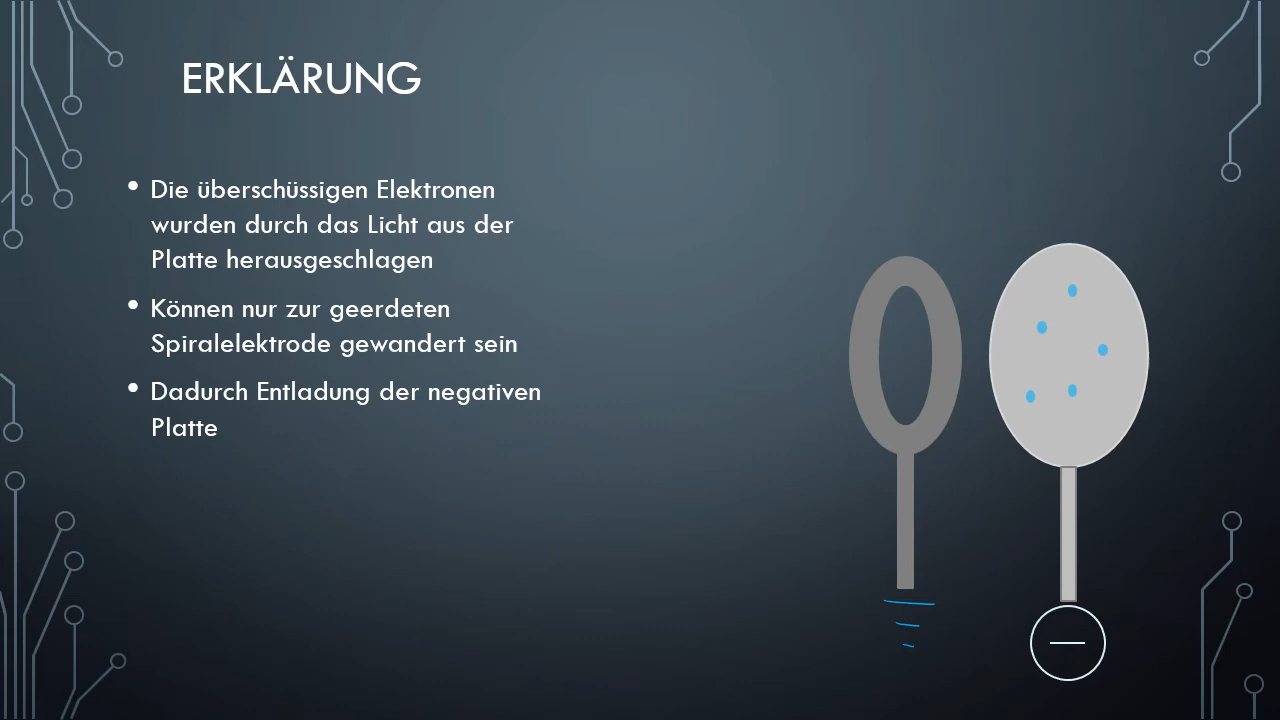 ERKLÄRUNG
• Die überschüssigen Elektronen
wurden durch das Licht aus der
Platte herausgeschlagen
• Können nur zur geerdeten
Spiralelektrode gewandert sein
• Dadurch Entladung der negativen
Platte